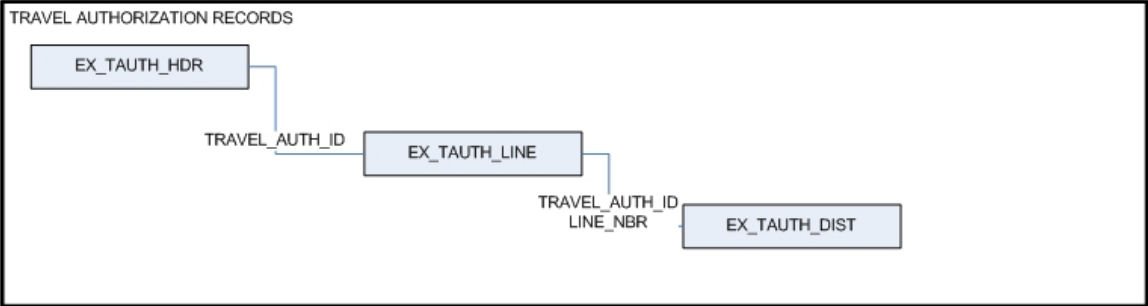 TRAVEL AUTHORIZATION RECORDS
EX_TAUTH_HDR
TRAVEL_AUTH_ID
EX_TAUTH_LINE
TRAVEL_AUTH_ID
LINE_NBR
EX_TAUTH_DIST